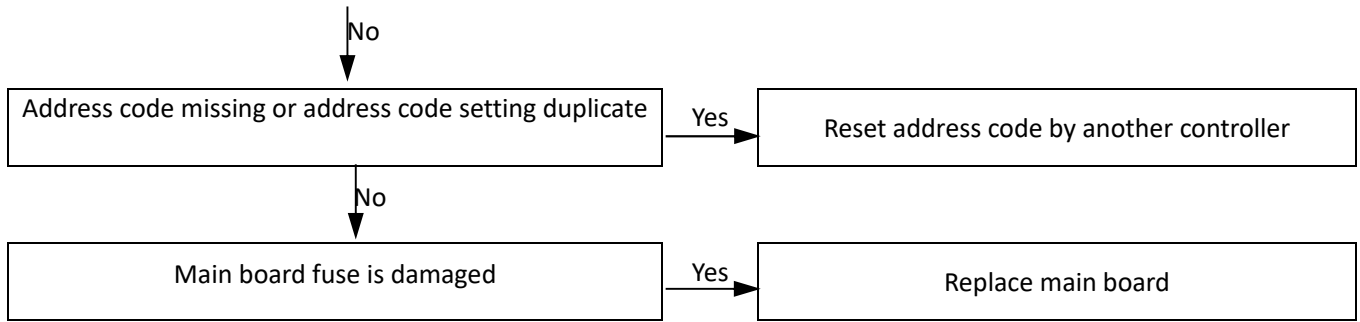 No
Address code missing or address code setting duplicate
Yes
Reset address code by another controller
No
Main board fuse is damaged
Yes
Replace main board